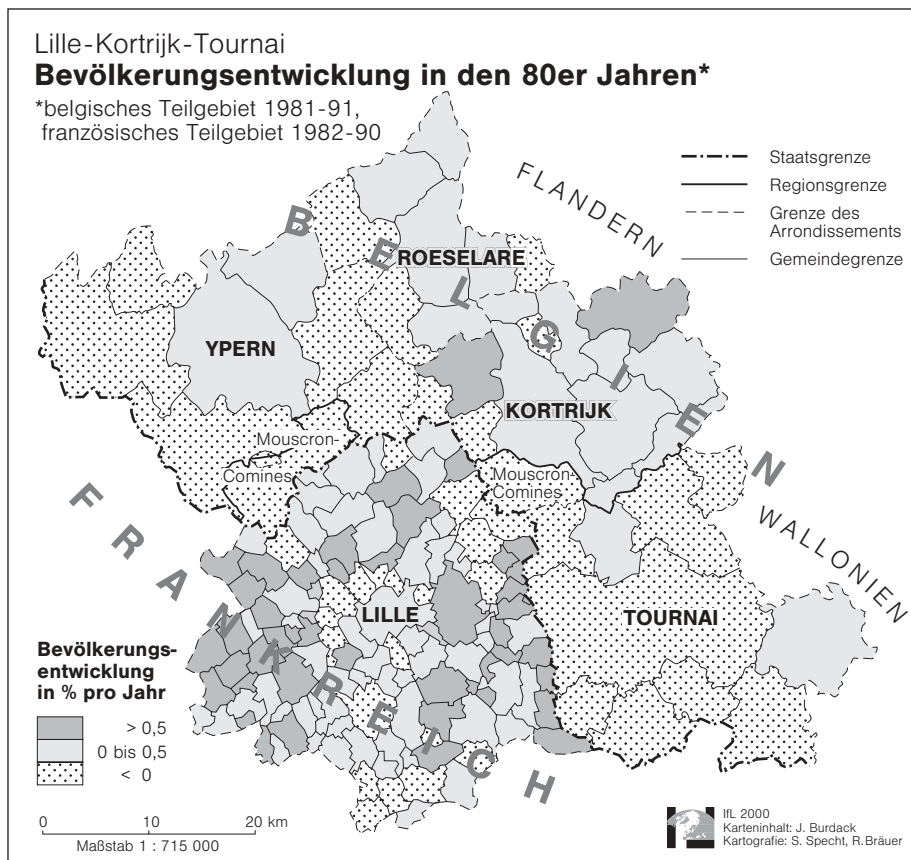 Lille-Kortrijk-Tournai
Bevölkerungsentwicklung in den 80er Jahren*
*belgisches Teilgebiet 1981-91,
französisches Teilgebiet 1982-90
Staatsgrenze
Regionsgrenze
Grenze des
Arrondissements
Gemeindegrenze
FLANDERN
BELGIEN
ROESELARE
YPERN
KORTRIJK
Mouscron-
Comines
Mouscron-
Comines
WALLONIEN
FRANKREICH
LILLE
TOURNAI
Bevölkerungs-
entwicklung
in % pro Jahr
> 0,5
0 bis 0,5
< 0
0 10 20 km
Maßstab 1 : 715 000
IfL 2000
Karteninhalt: J. Burdack
Kartografie: S. Specht, R.Bräuer